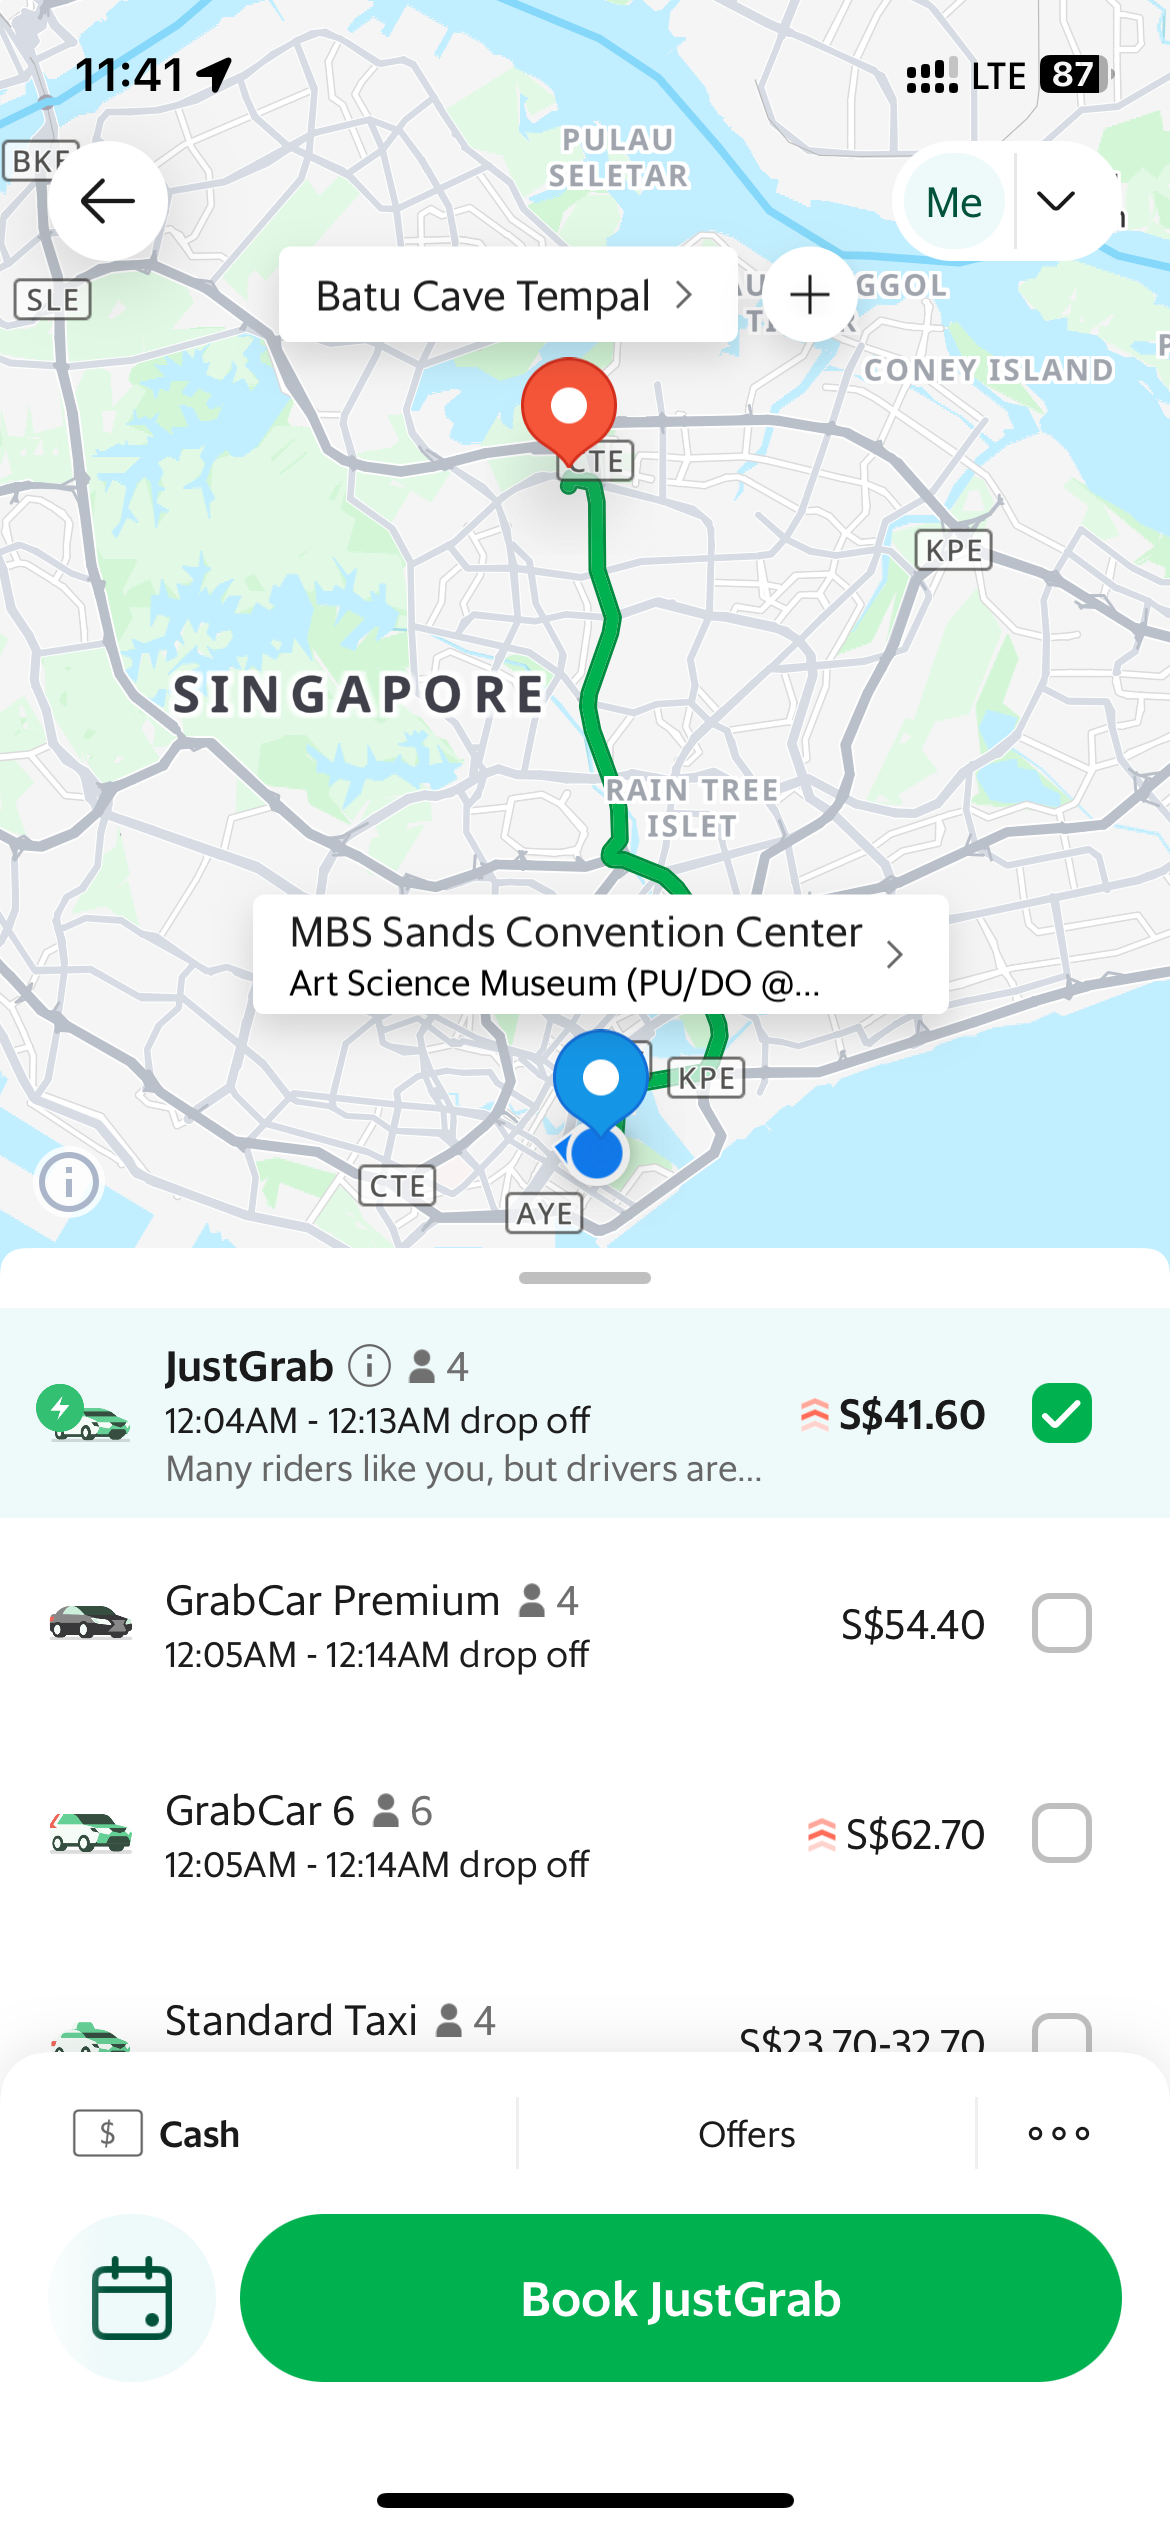 11:41
LTE 87
PULAU
SELETAR
BKE
Me
SLE
Batu Cave Tempal
GGOL
CONEY ISLAND
CTE
KPE
SINGAPORE
RAIN TREE
ISLET
MBS Sands Convention Center
Art Science Museum (PU/DO @...
KPE
CTE
AYE
JustGrab 4
12:04AM - 12:13AM drop off
S$41.60
Many riders like you, but drivers are...
GrabCar Premium 4
S$54.40
12:05AM - 12:14AM drop off
GrabCar 6 6
S$62.70
12:05AM - 12:14AM drop off
Standard Taxi 4
S$23.70-32.70
$ Cash
Offers
Book JustGrab